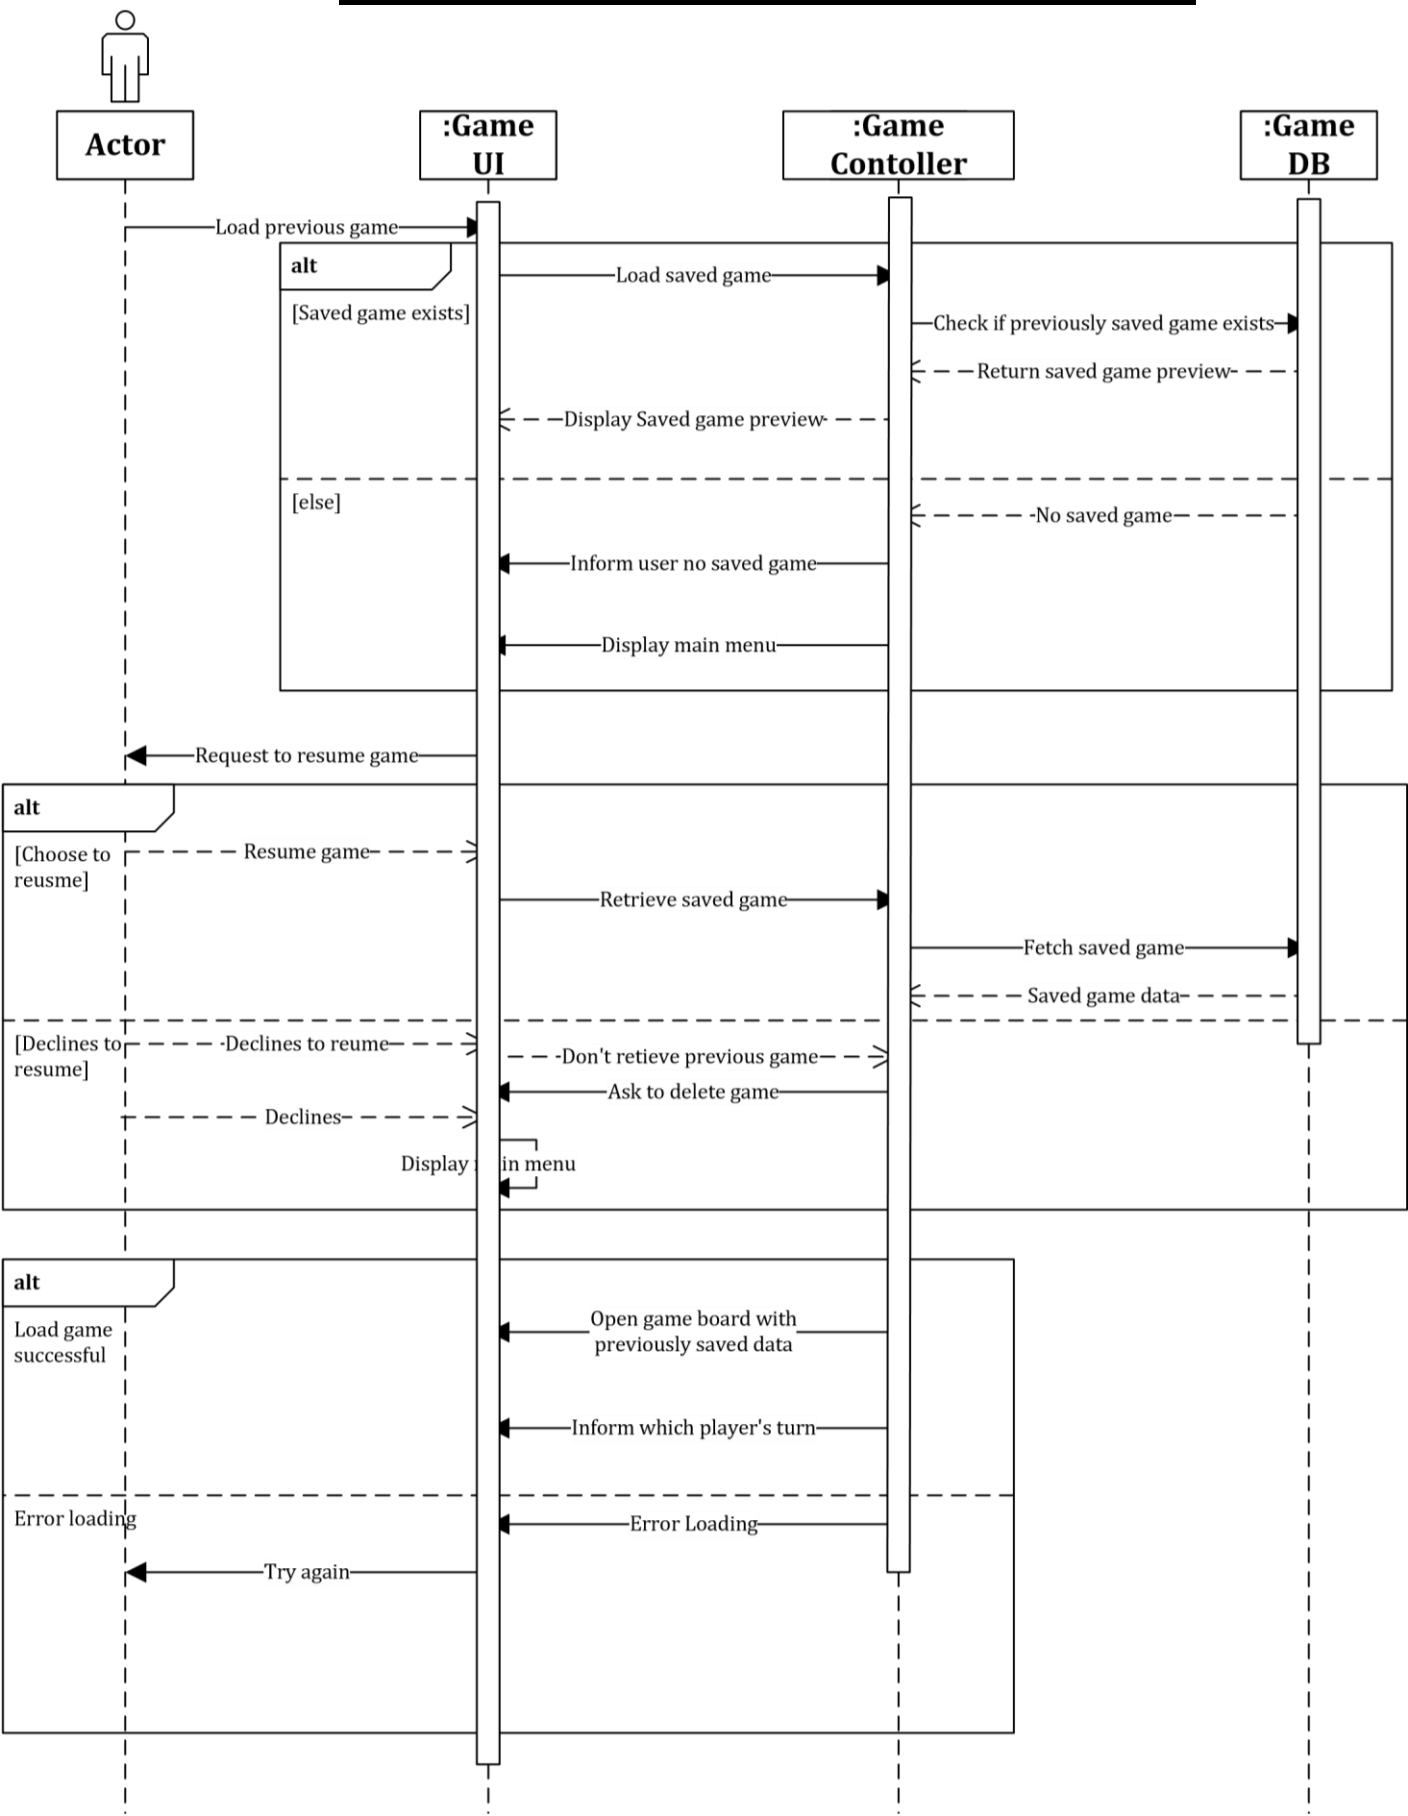 Actor
:Game
UI
:Game
Contoller
:Game
DB
Load previous game
alt
Load saved game
[Saved game exists]
Check if previously saved game exists
Return saved game preview
Display Saved game preview
[else]
No saved game
Inform user no saved game
Display main menu
Request to resume game
alt
[Choose to
reusme]
Resume game
Retrieve saved game
Fetch saved game
Saved game data
[Declines to
resume]
Declines to reume
Don't retieve previous game
Ask to delete game
Declines
Display main menu
alt
Load game
successful
Open game board with
previously saved data
Inform which player's turn
Error loading
Error Loading
Try again